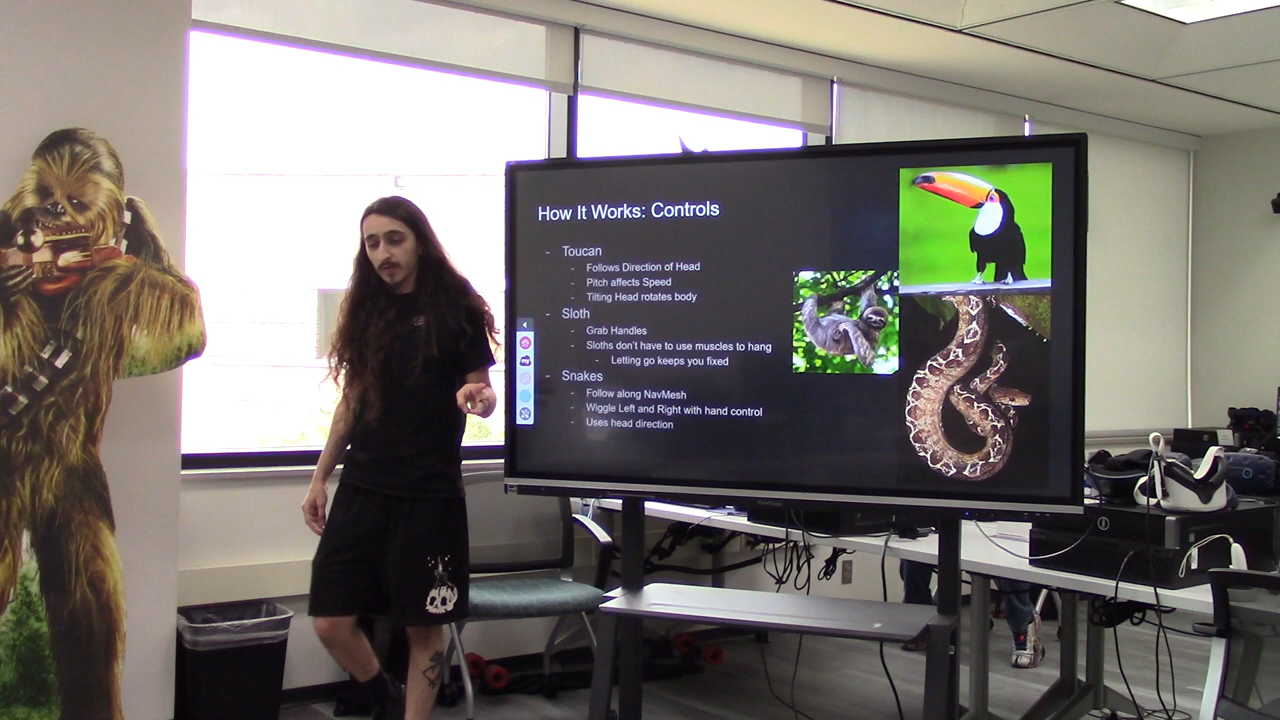 How It Works: Controls
- Toucan
- Follows Direction of Head
- Pitch affects Speed
- Tilting Head rotates body
- Sloth
- Grab Handles
- Sloths don't have to use muscles to hang
- Letting go keeps you fixed
- Snakes
- Follow along NavMesh
- Wiggle Left and Right with hand control
- Uses head direction